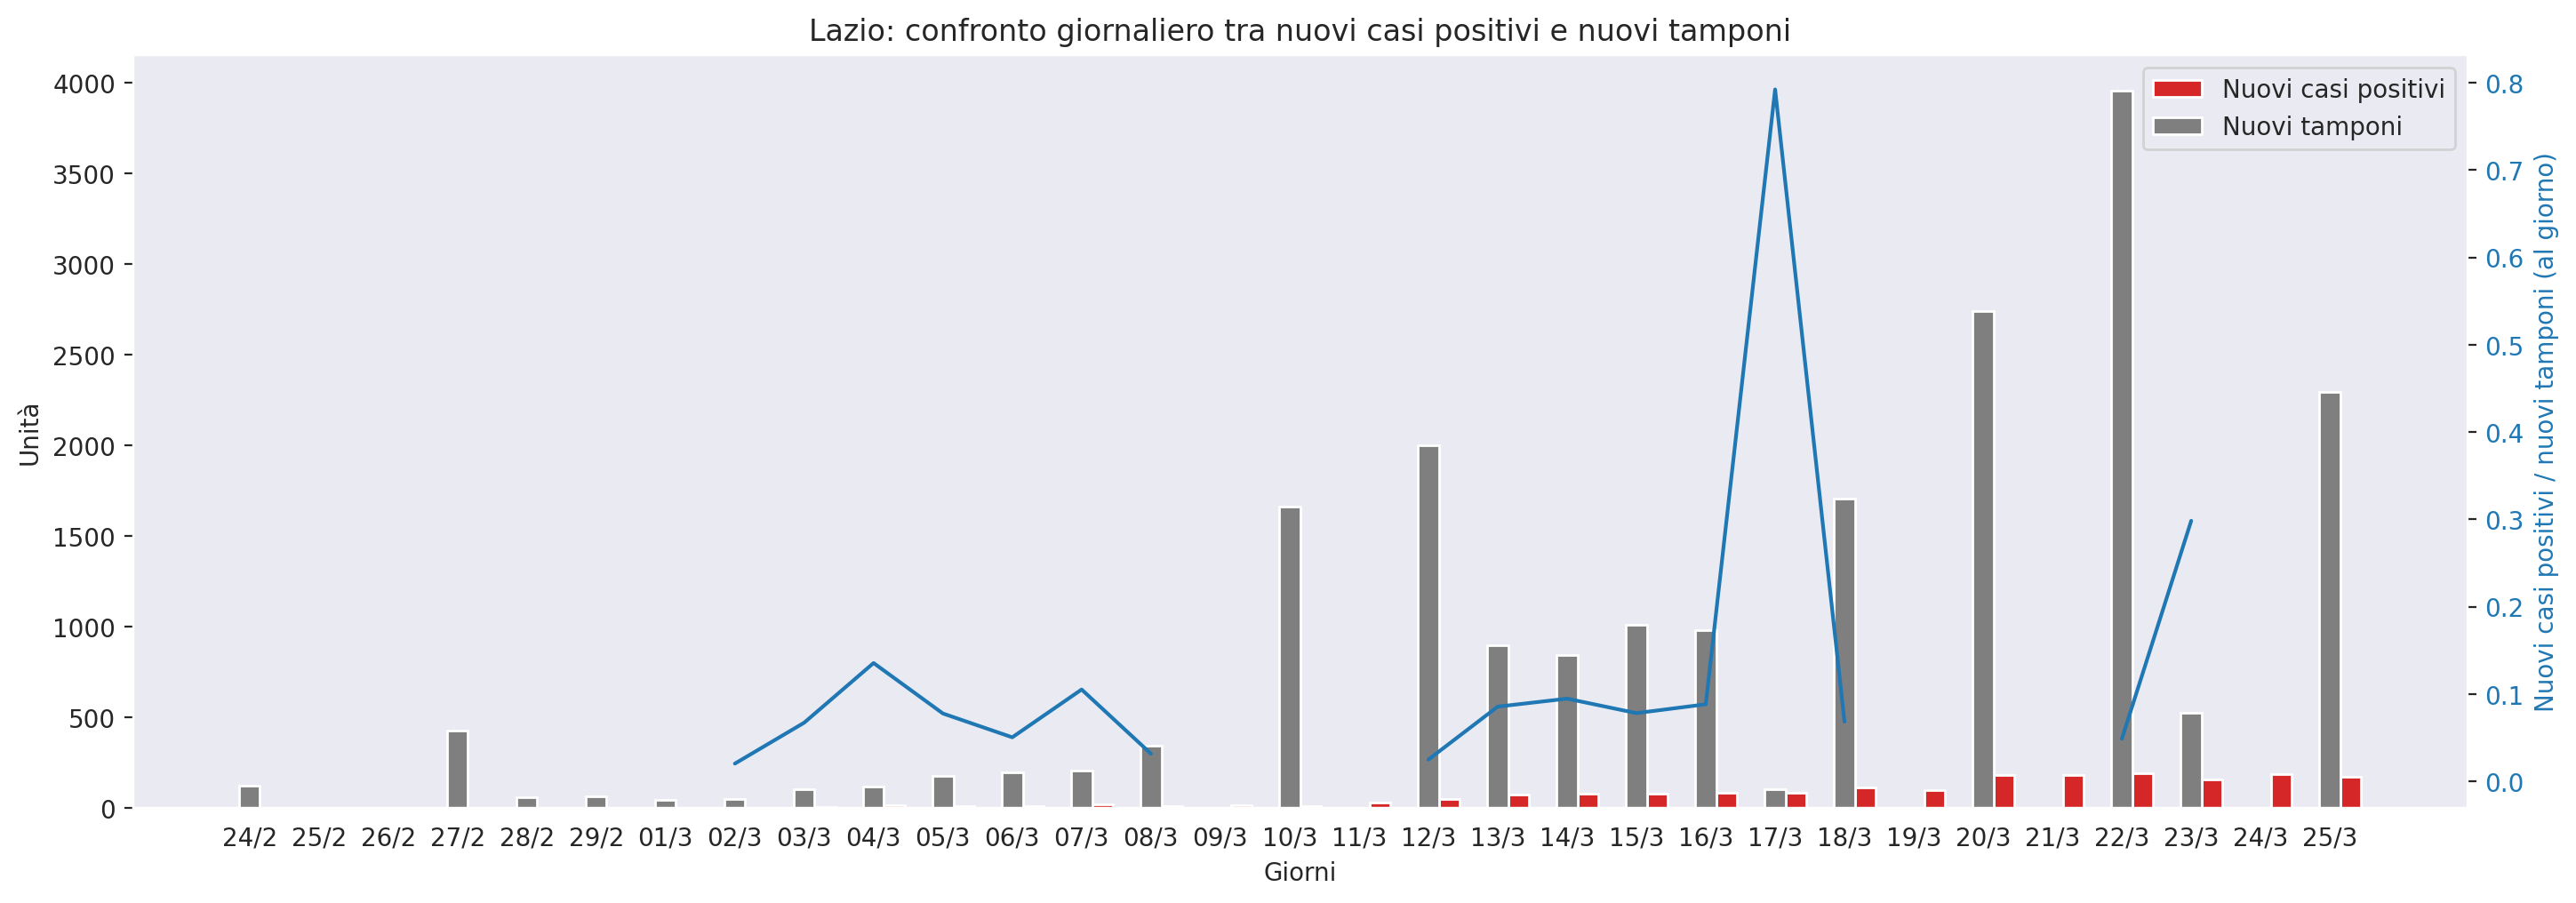 Lazio: confronto giornaliero tra nuovi casi positivi e nuovi tamponi
Nuovi casi positivi
Nuovi tamponi
Unità
4000
3500
3000
2500
2000
1500
1000
500
0
0.8
0.7
0.6
0.5
0.4
0.3
0.2
0.1
0.0
Nuovi casi positivi / nuovi tamponi (al giorno)
24/2 25/2 26/2 27/2 28/2 29/2 01/3 02/3 03/3 04/3 05/3 06/3 07/3 08/3 09/3 10/3 11/3 12/3 13/3 14/3 15/3 16/3 17/3 18/3 19/3 20/3 21/3 22/3 23/3 24/3 25/3
Giorni